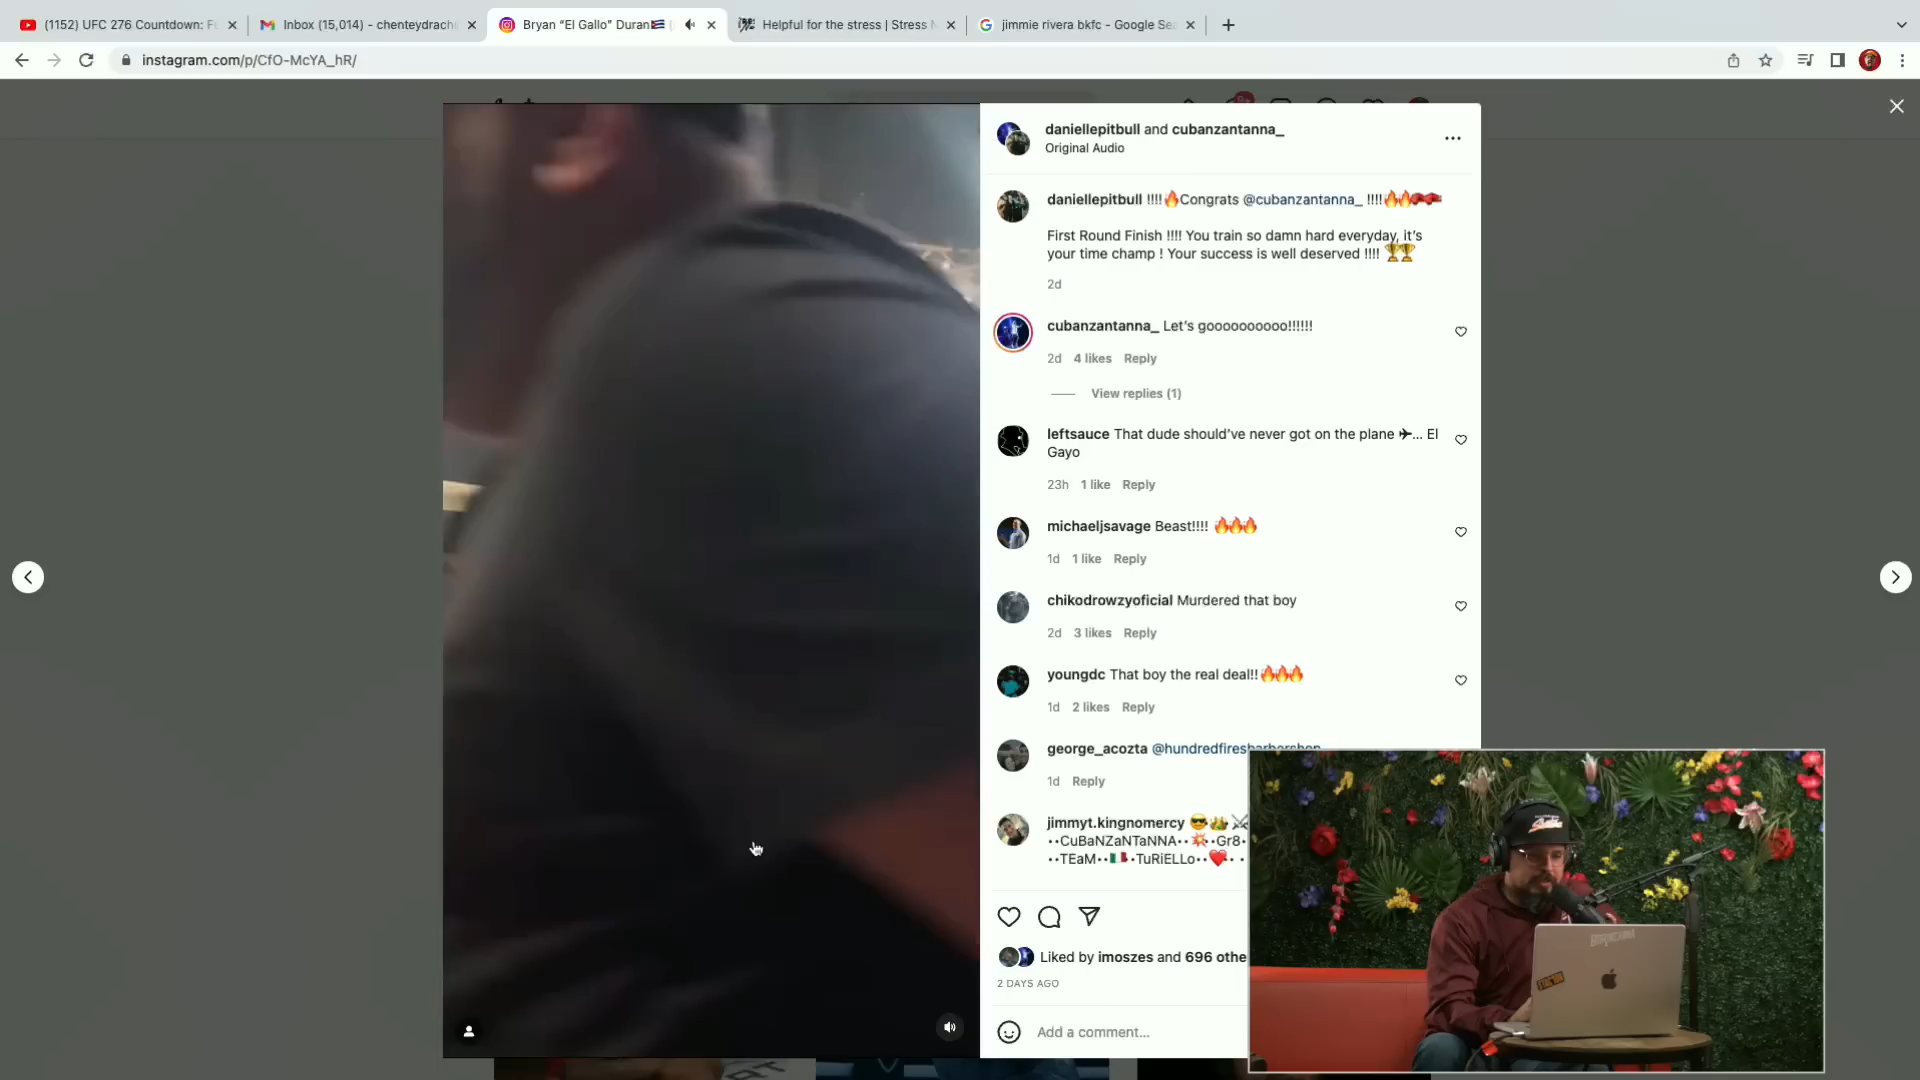 (1152) UFC 276 Countdown: Fu
Inbox (15,014) - chenteydrach
Bryan “El Gallo” Duran🇨🇺 (
Helpful for the stress | Stress N
jimmie rivera bkfc - Google Sea
instagram.com/p/CfO-McYA_hR/
daniellepitbull and cubanzantanna_
Original Audio
daniellepitbull !!!!🔥Congrats @cubanzantanna_ !!!!🔥🔥🥊🥊
First Round Finish !!!! You train so damn hard everyday, it’s
your time champ ! Your success is well deserved !!!! 🏆🏆
2d
cubanzantanna_ Let’s goooooooooo!!!!!!
2d 4 likes Reply
View replies (1)
leftsauce That dude should’ve never got on the plane ✈... El
Gayo
23h 1 like Reply
michaeljsavage Beast!!!! 🔥🔥🔥
1d 1 like Reply
chikodrowzyoficial Murdered that boy
2d 3 likes Reply
youngdc That boy the real deal!!🔥🔥🔥
1d 2 likes Reply
george_acozta @hundredfiresbarbershop
1d Reply
jimmyt.kingnomercy 😎👑⚔
••CuBaNZaNTaNNA••💥•Gr8•
••TEaM••🇲🇽•TuRiELLo••❤️• •
Liked by imoszes and 696 othe
2 DAYS AGO
Add a comment...